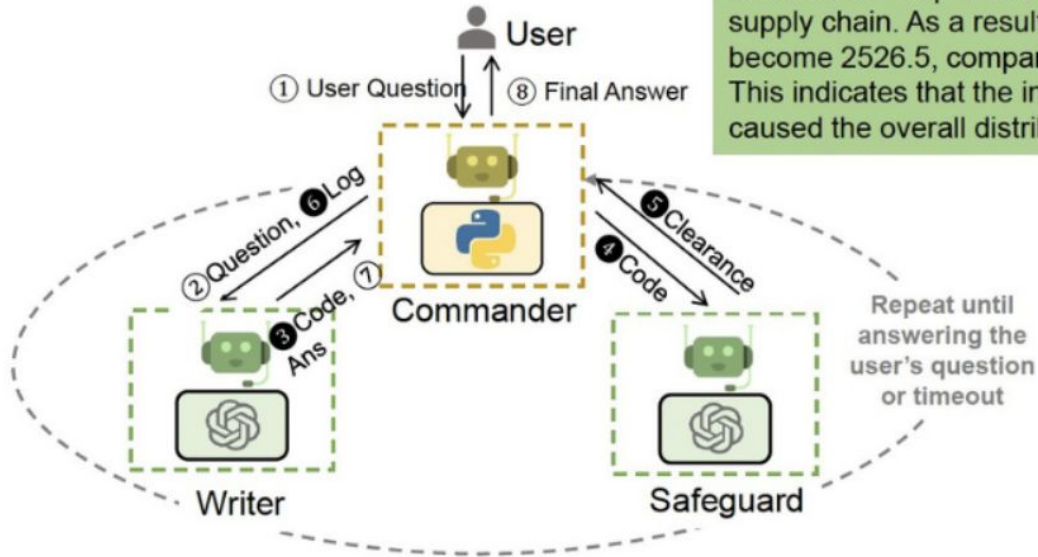 supply chain. As a result
become 2526.5, compar
This indicates that the in
caused the overall distril
User
① User Question
⑧ Final Answer
❻ Log
② Question,
❸ Code, ⑦
Ans
❺ Clearance
❹ Code
Commander
Repeat until
answering the
user's question
or timeout
Writer
Safeguard